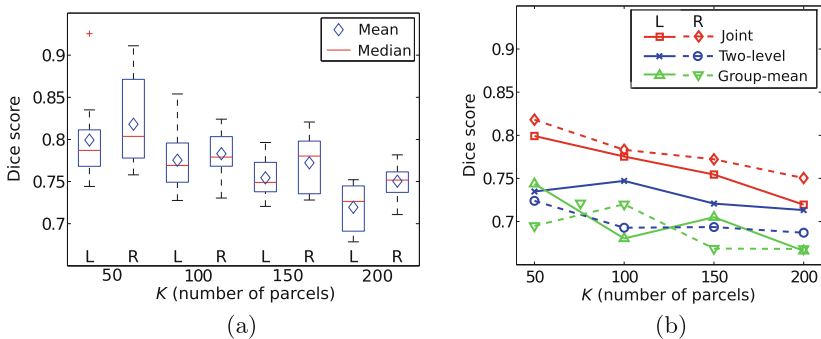 0.9
0.85
0.8
0.75
0.7
Dice score
Mean
Median
L R L R L R L R
50 100 150 200
K (number of parcels)
(a)
0.9
0.85
0.8
0.75
0.7
Dice score
L R
Joint
Two-level
Group-mean
50 100 150 200
K (number of parcels)
(b)